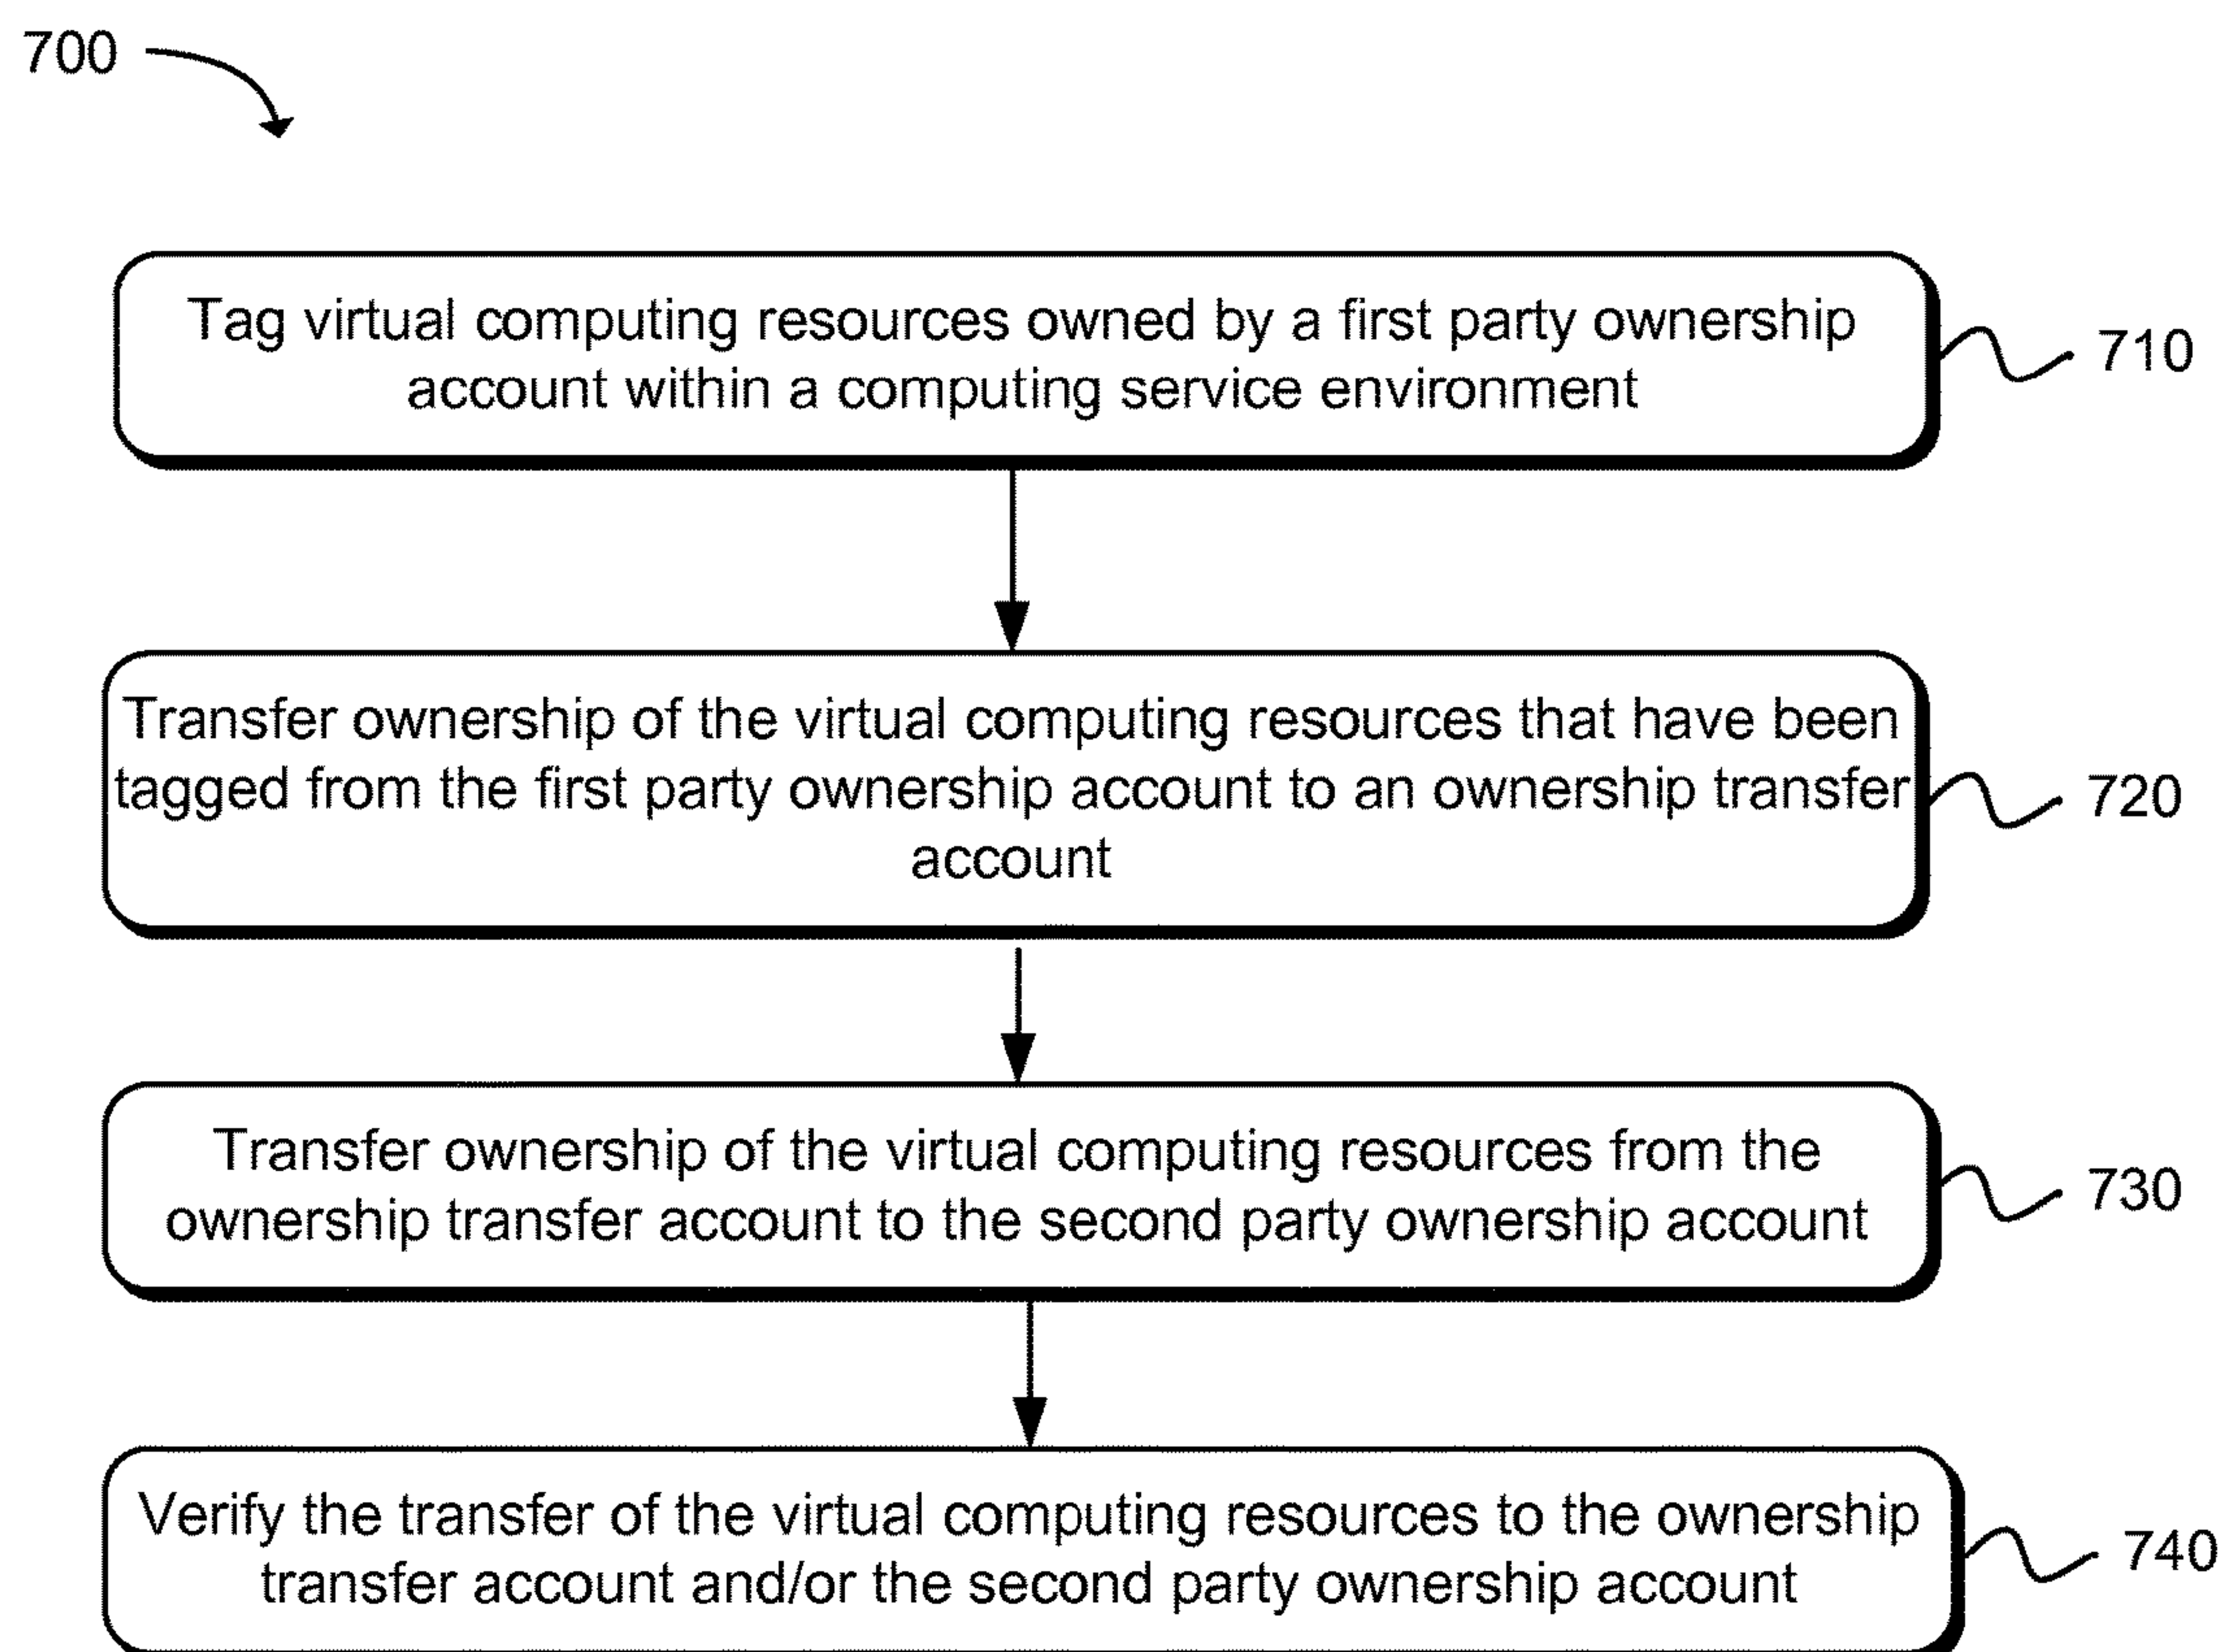 700
Tag virtual computing resources owned by a first party ownership
account within a computing service environment
710
Transfer ownership of the virtual computing resources that have been
tagged from the first party ownership account to an ownership transfer
account
720
Transfer ownership of the virtual computing resources from the
ownership transfer account to the second party ownership account
730
Verify the transfer of the virtual computing resources to the ownership
transfer account and/or the second party ownership account
740